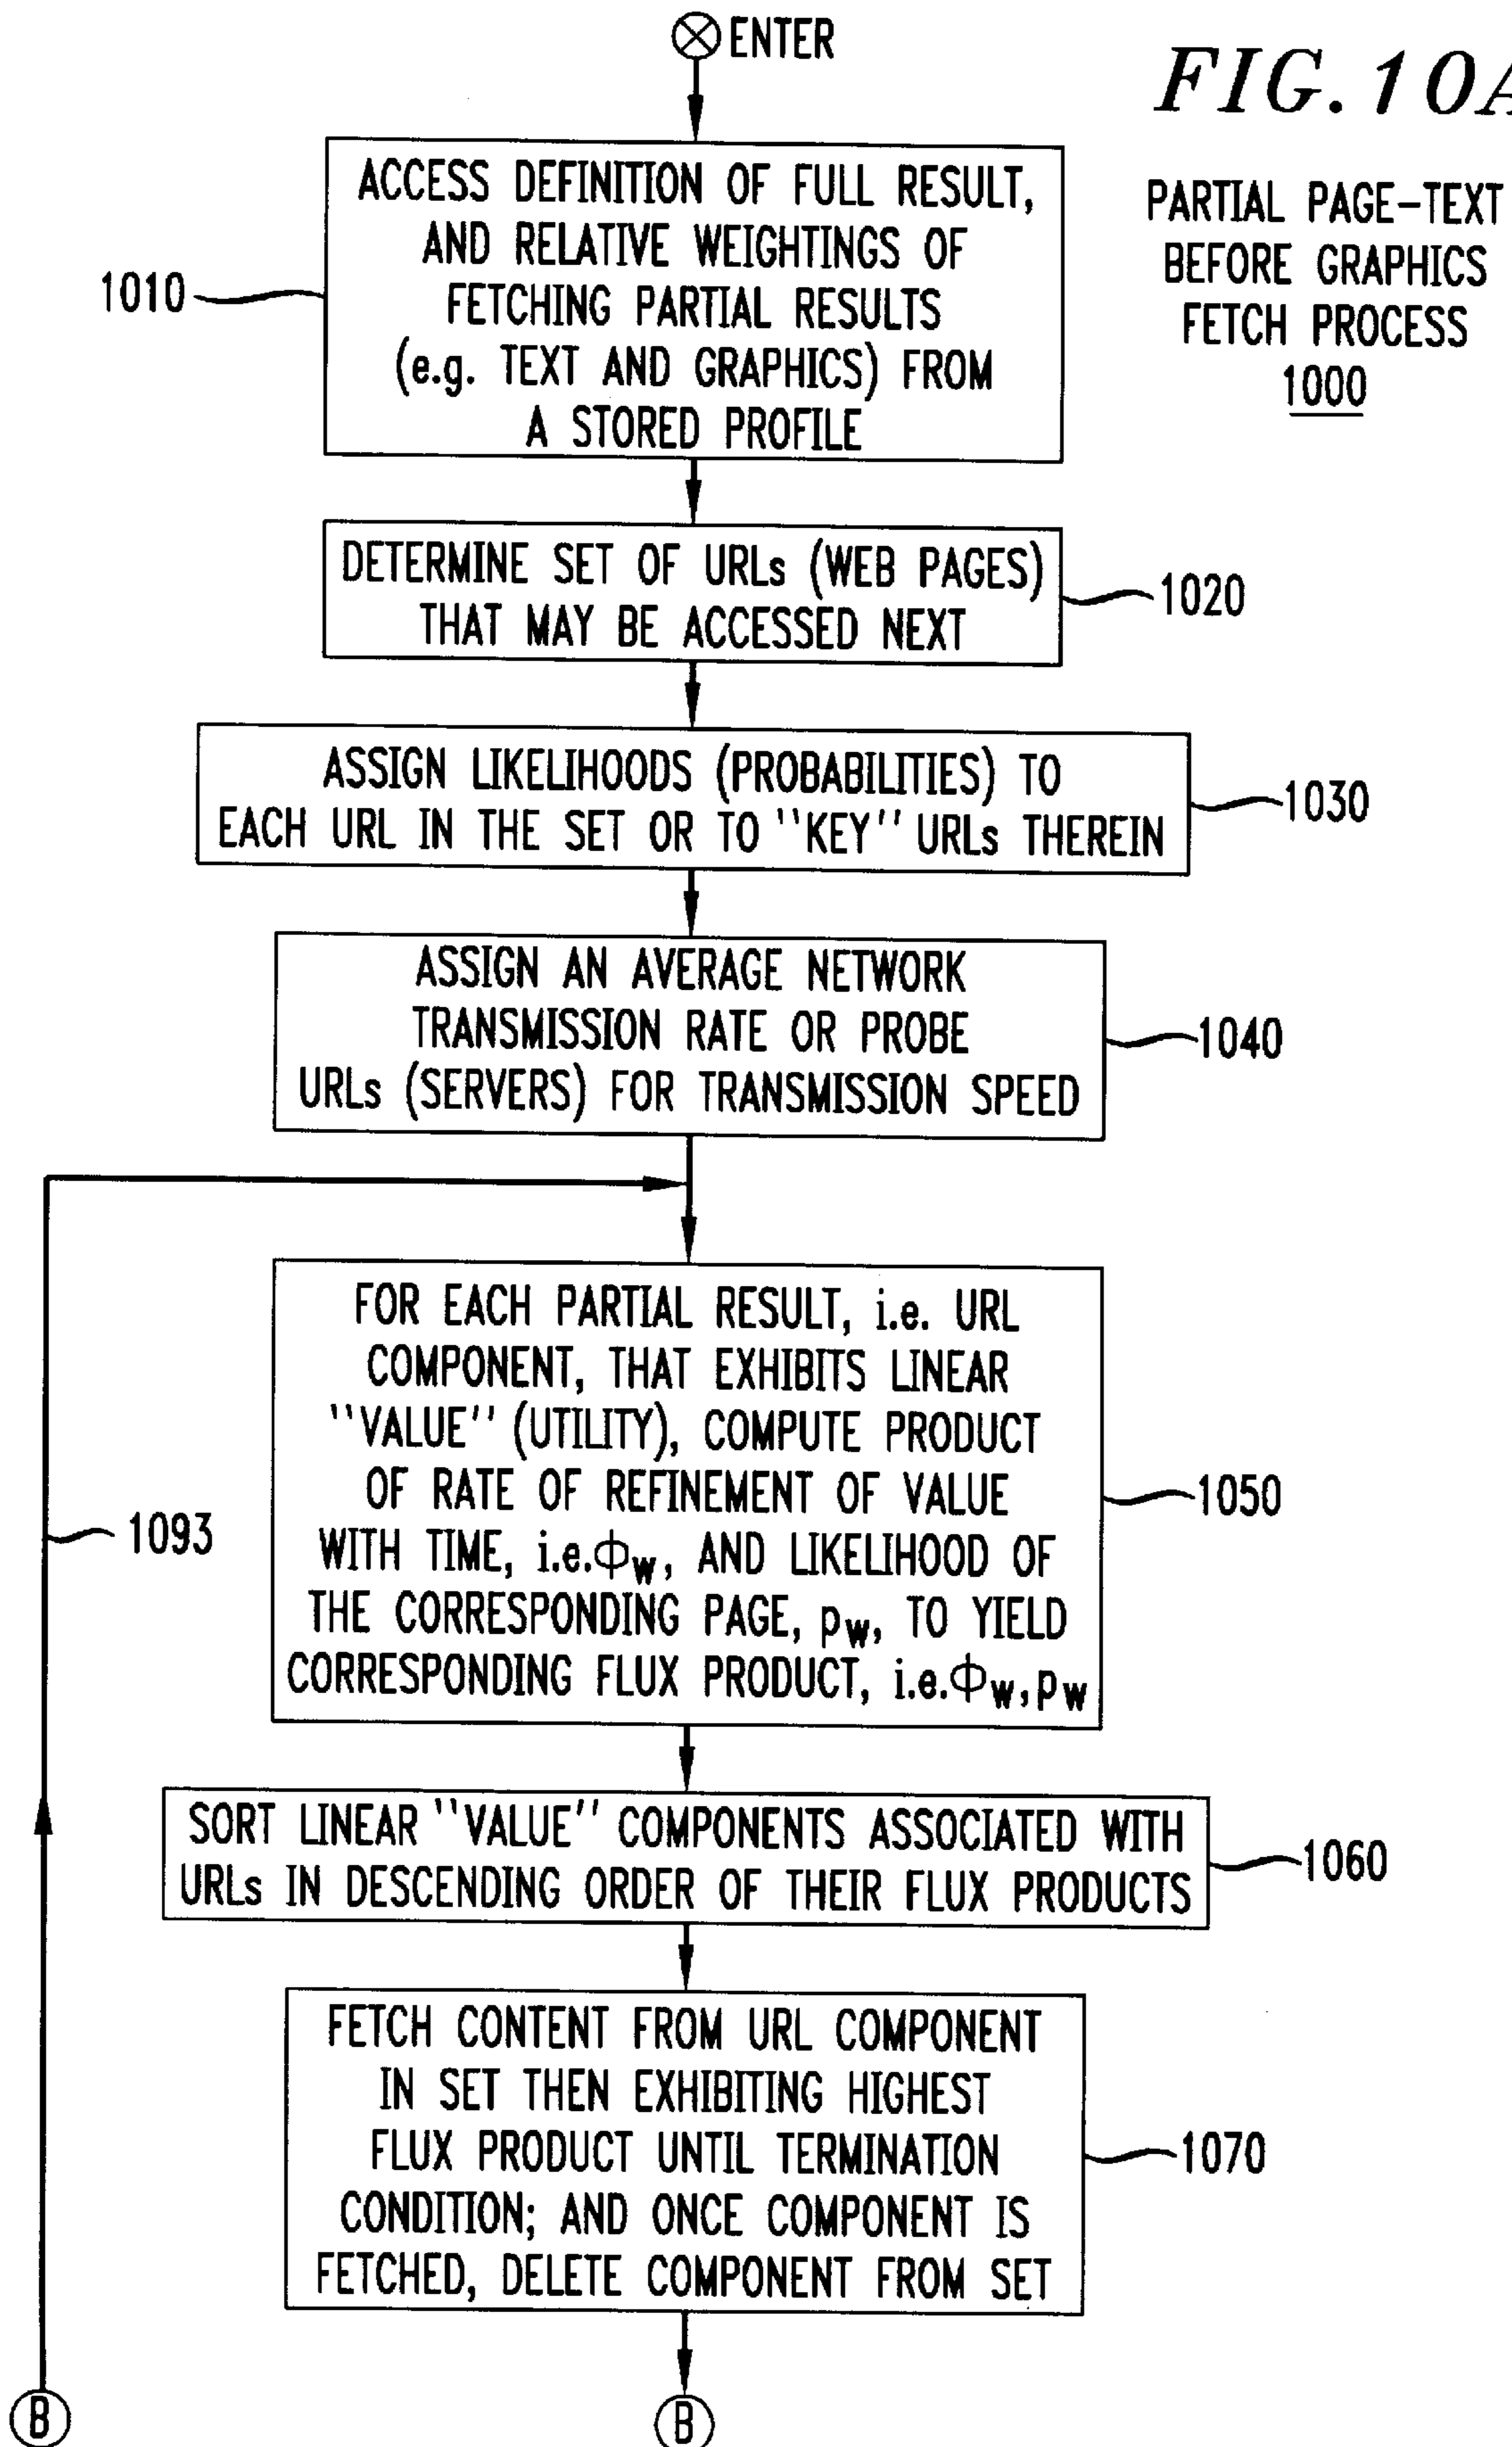 ENTER
FIG. 10A
PARTIAL PAGE-TEXT
BEFORE GRAPHICS
FETCH PROCESS
1000
ACCESS DEFINITION OF FULL RESULT,
AND RELATIVE WEIGHTINGS OF
FETCHING PARTIAL RESULTS
(e.g. TEXT AND GRAPHICS) FROM
A STORED PROFILE
1010
DETERMINE SET OF URLs (WEB PAGES)
THAT MAY BE ACCESSED NEXT
1020
ASSIGN LIKELIHOODS (PROBABILITIES) TO
EACH URL IN THE SET OR TO "KEY" URLs THEREIN
1030
ASSIGN AN AVERAGE NETWORK
TRANSMISSION RATE OR PROBE
URLs (SERVERS) FOR TRANSMISSION SPEED
1040
FOR EACH PARTIAL RESULT, i.e. URL
COMPONENT, THAT EXHIBITS LINEAR
"VALUE" (UTILITY), COMPUTE PRODUCT
OF RATE OF REFINEMENT OF VALUE
WITH TIME, i.e. Φw, AND LIKELIHOOD OF
THE CORRESPONDING PAGE, pw, TO YIELD
CORRESPONDING FLUX PRODUCT, i.e. Φw,pw
1050
1093
SORT LINEAR "VALUE" COMPONENTS ASSOCIATED WITH
URLs IN DESCENDING ORDER OF THEIR FLUX PRODUCTS
1060
FETCH CONTENT FROM URL COMPONENT
IN SET THEN EXHIBITING HIGHEST
FLUX PRODUCT UNTIL TERMINATION
CONDITION; AND ONCE COMPONENT IS
FETCHED, DELETE COMPONENT FROM SET
1070
B
B